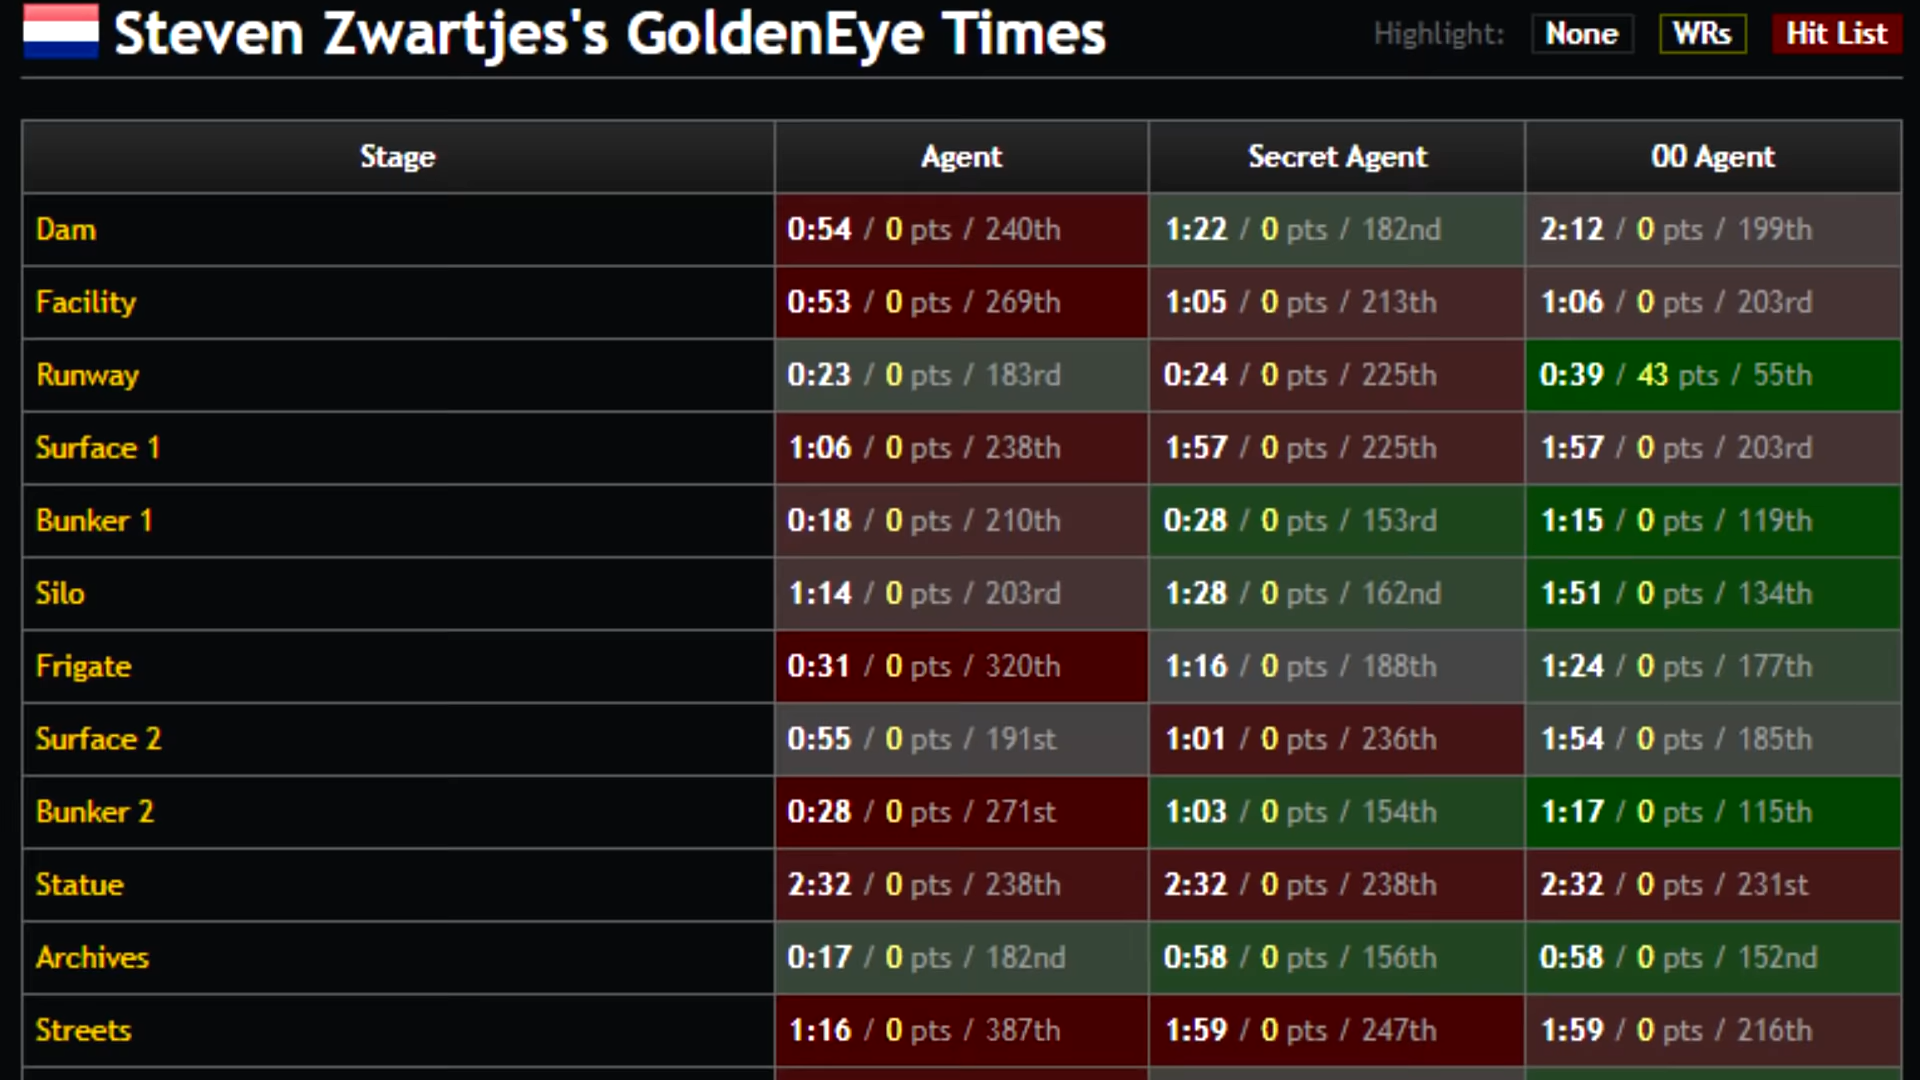 Steven Zwartjes's GoldenEye Times Highlight: None WRs Hit List
Stage Agent Secret Agent 00 Agent
Dam 0:54 / 0 pts / 240th 1:22 / 0 pts / 182nd 2:12 / 0 pts / 199th
Facility 0:53 / 0 pts / 269th 1:05 / 0 pts / 213th 1:06 / 0 pts / 203rd
Runway 0:23 / 0 pts / 183rd 0:24 / 0 pts / 225th 0:39 / 43 pts / 55th
Surface 1 1:06 / 0 pts / 238th 1:57 / 0 pts / 225th 1:57 / 0 pts / 203rd
Bunker 1 0:18 / 0 pts / 210th 0:28 / 0 pts / 153rd 1:15 / 0 pts / 119th
Silo 1:14 / 0 pts / 203rd 1:28 / 0 pts / 162nd 1:51 / 0 pts / 134th
Frigate 0:31 / 0 pts / 320th 1:16 / 0 pts / 188th 1:24 / 0 pts / 177th
Surface 2 0:55 / 0 pts / 191st 1:01 / 0 pts / 236th 1:54 / 0 pts / 185th
Bunker 2 0:28 / 0 pts / 271st 1:03 / 0 pts / 154th 1:17 / 0 pts / 115th
Statue 2:32 / 0 pts / 238th 2:32 / 0 pts / 238th 2:32 / 0 pts / 231st
Archives 0:17 / 0 pts / 182nd 0:58 / 0 pts / 156th 0:58 / 0 pts / 152nd
Streets 1:16 / 0 pts / 387th 1:59 / 0 pts / 247th 1:59 / 0 pts / 216th